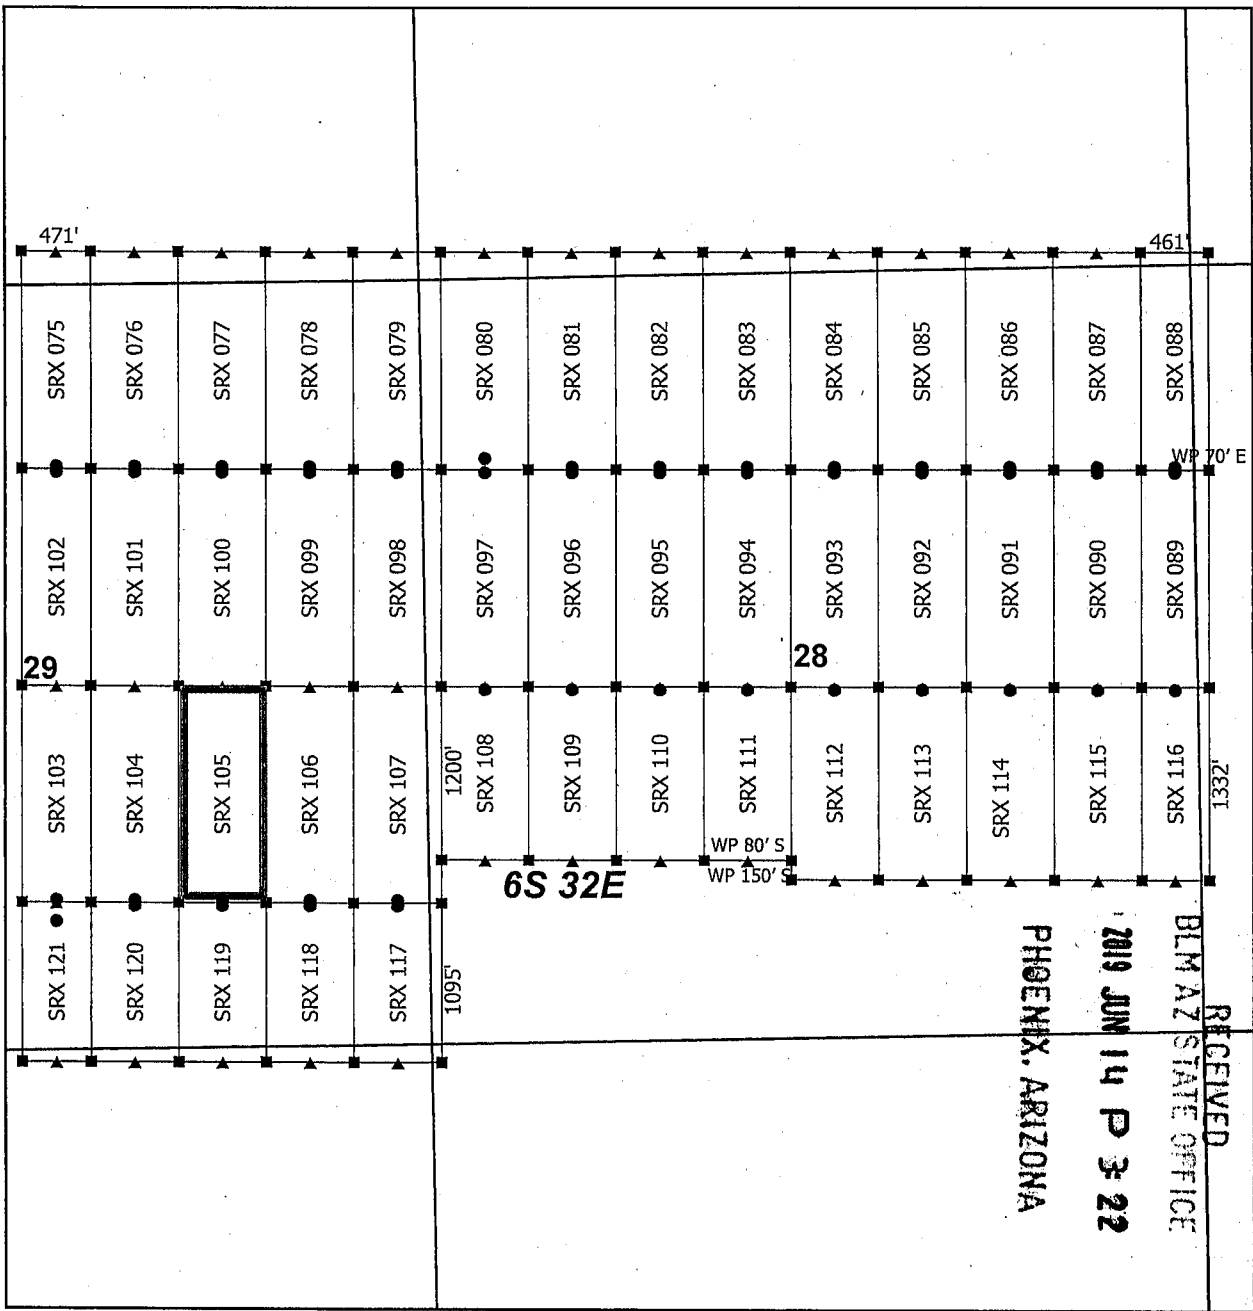 471'
461'
SRX 075
SRX 076
SRX 077
SRX 078
SRX 079
SRX 080
SRX 081
SRX 082
SRX 083
SRX 084
SRX 085
SRX 086
SRX 087
SRX 088
WP 70' E
SRX 102
SRX 101
SRX 100
SRX 099
SRX 098
SRX 097
SRX 096
SRX 095
SRX 094
SRX 093
SRX 092
SRX 091
SRX 090
SRX 089
29
28
SRX 103
SRX 104
SRX 105
SRX 106
SRX 107
1200'
SRX 108
SRX 109
SRX 110
SRX 111
SRX 112
SRX 113
SRX 114
SRX 115
SRX 116
1332'
WP 80' S
WP 150' S
6S 32E
SRX 121
SRX 120
SRX 119
SRX 118
SRX 117
1095'
RECEIVED
BLM AZ STATE OFFICE
2019 JUN 14 P 3:22
PHOENIX, ARIZONA